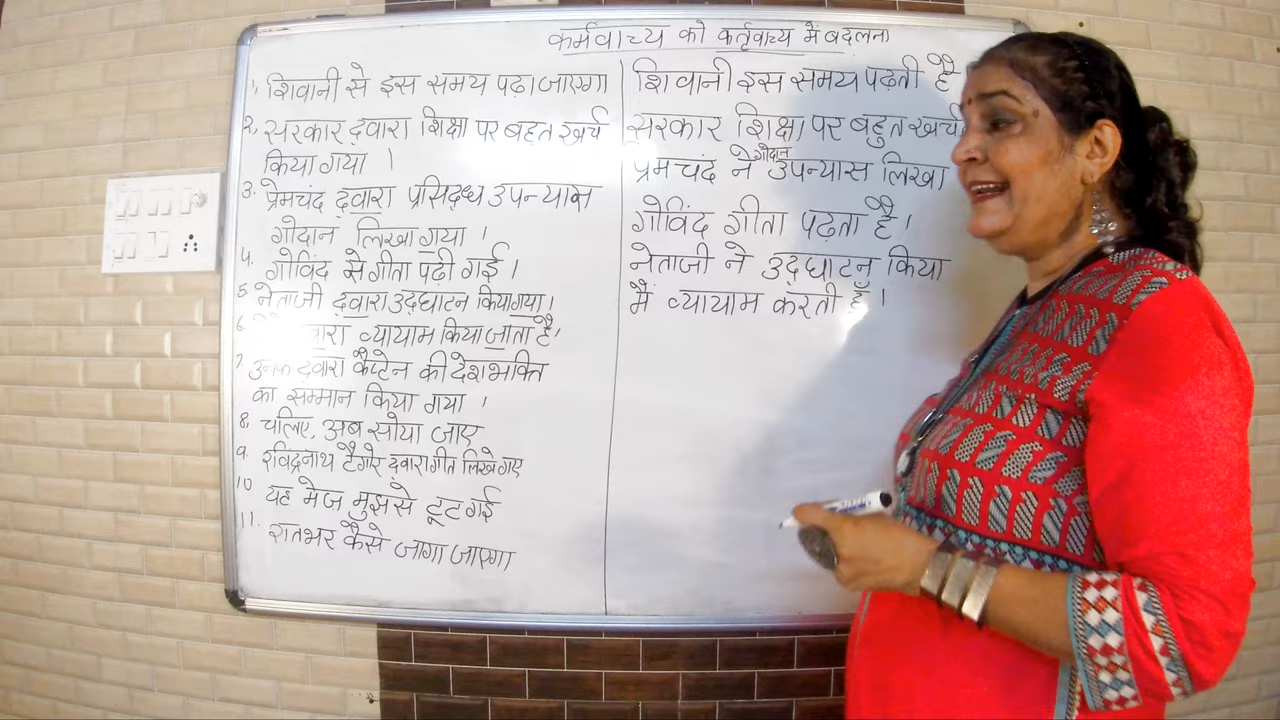 कर्मवाच्य को कर्तृवाच्य में बदलना
1. शिवानी से इस समय पढ़ा जाएगा
2. सरकार द्वारा शिक्षा पर बहुत खर्च
किया गया ।
3. प्रेमचंद द्वारा प्रसिद्ध उपन्यास
गोदान लिखा गया ।
4. गोविंद से गीता पढी गई ।
5. नेताजी द्वारा उद्घाटन किया गया ।
6. व्यायाम किया जाता है।
7. उनके द्वारा कैप्टेन की देशभक्ति
का सम्मान किया गया ।
8. चलिए, अब सोया जाए
9. रविद्रनाथ टैगोर द्वारा गीत लिखे गए
10 यह मेज मुझसे टूट गई
11. रातभर कैसे जागा जाएगा
शिवानी इस समय पढ़ती है
सरकार शिक्षा पर बहुत खर्च
प्रेमचंद ने गोदान उपन्यास लिखा
गोविंद गीता पढ़ता है।
नेताजी ने उद्घाटन किया
मैं व्यायाम करती हूँ ।